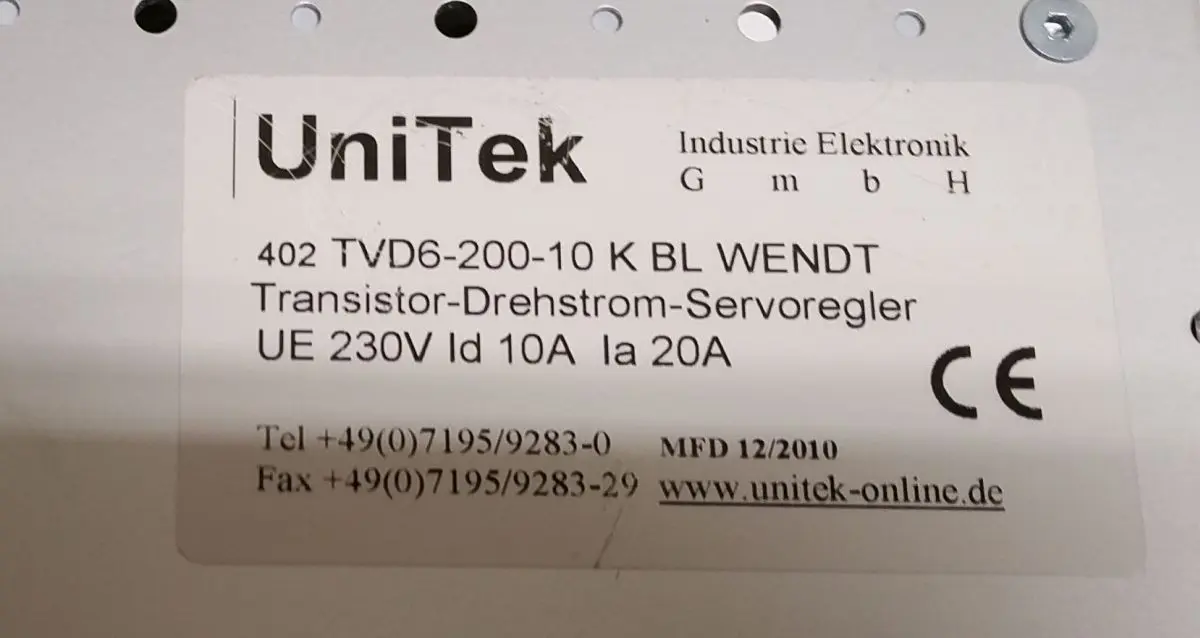 UniTek
Industrie Elektronik
G m b H
402 TVD6-200-10 K BL WENDT
Transistor-Drehstrom-Servoregler
UE 230V Id 10A Ia 20A
CE
Tel +49(0)7195/9283-0 MFD 12/2010
Fax +49(0)7195/9283-29 www.unitek-online.de